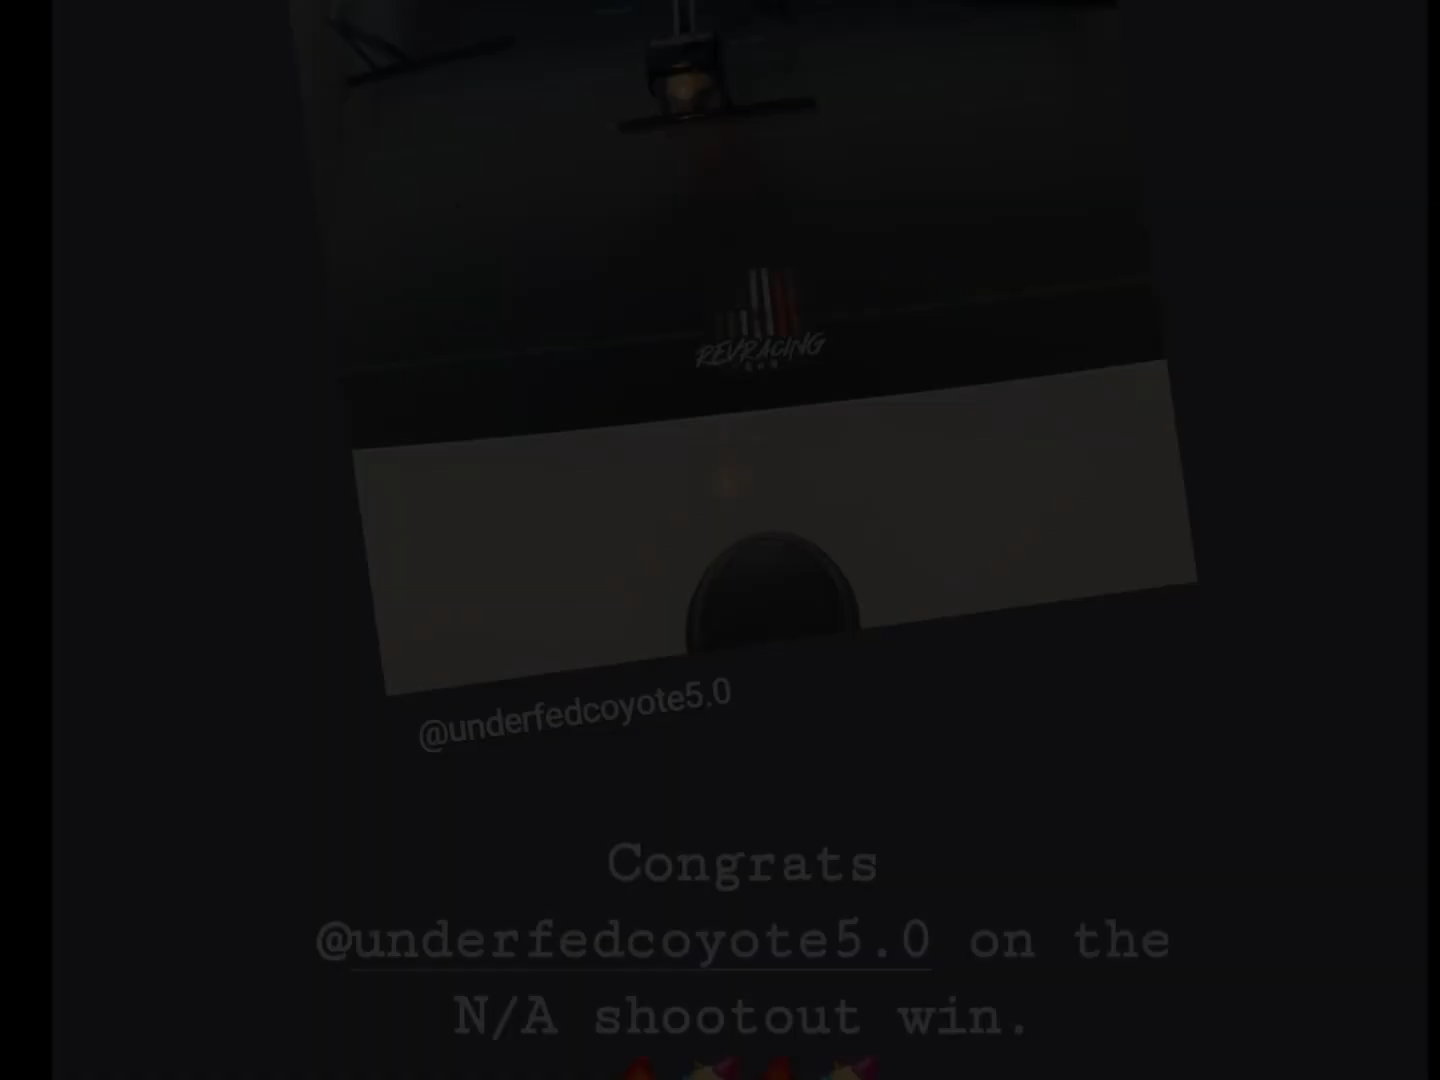 REVRACING
@underfedcoyote5.0
Congrats
@underfedcoyote5.0 on the
N/A shootout win.